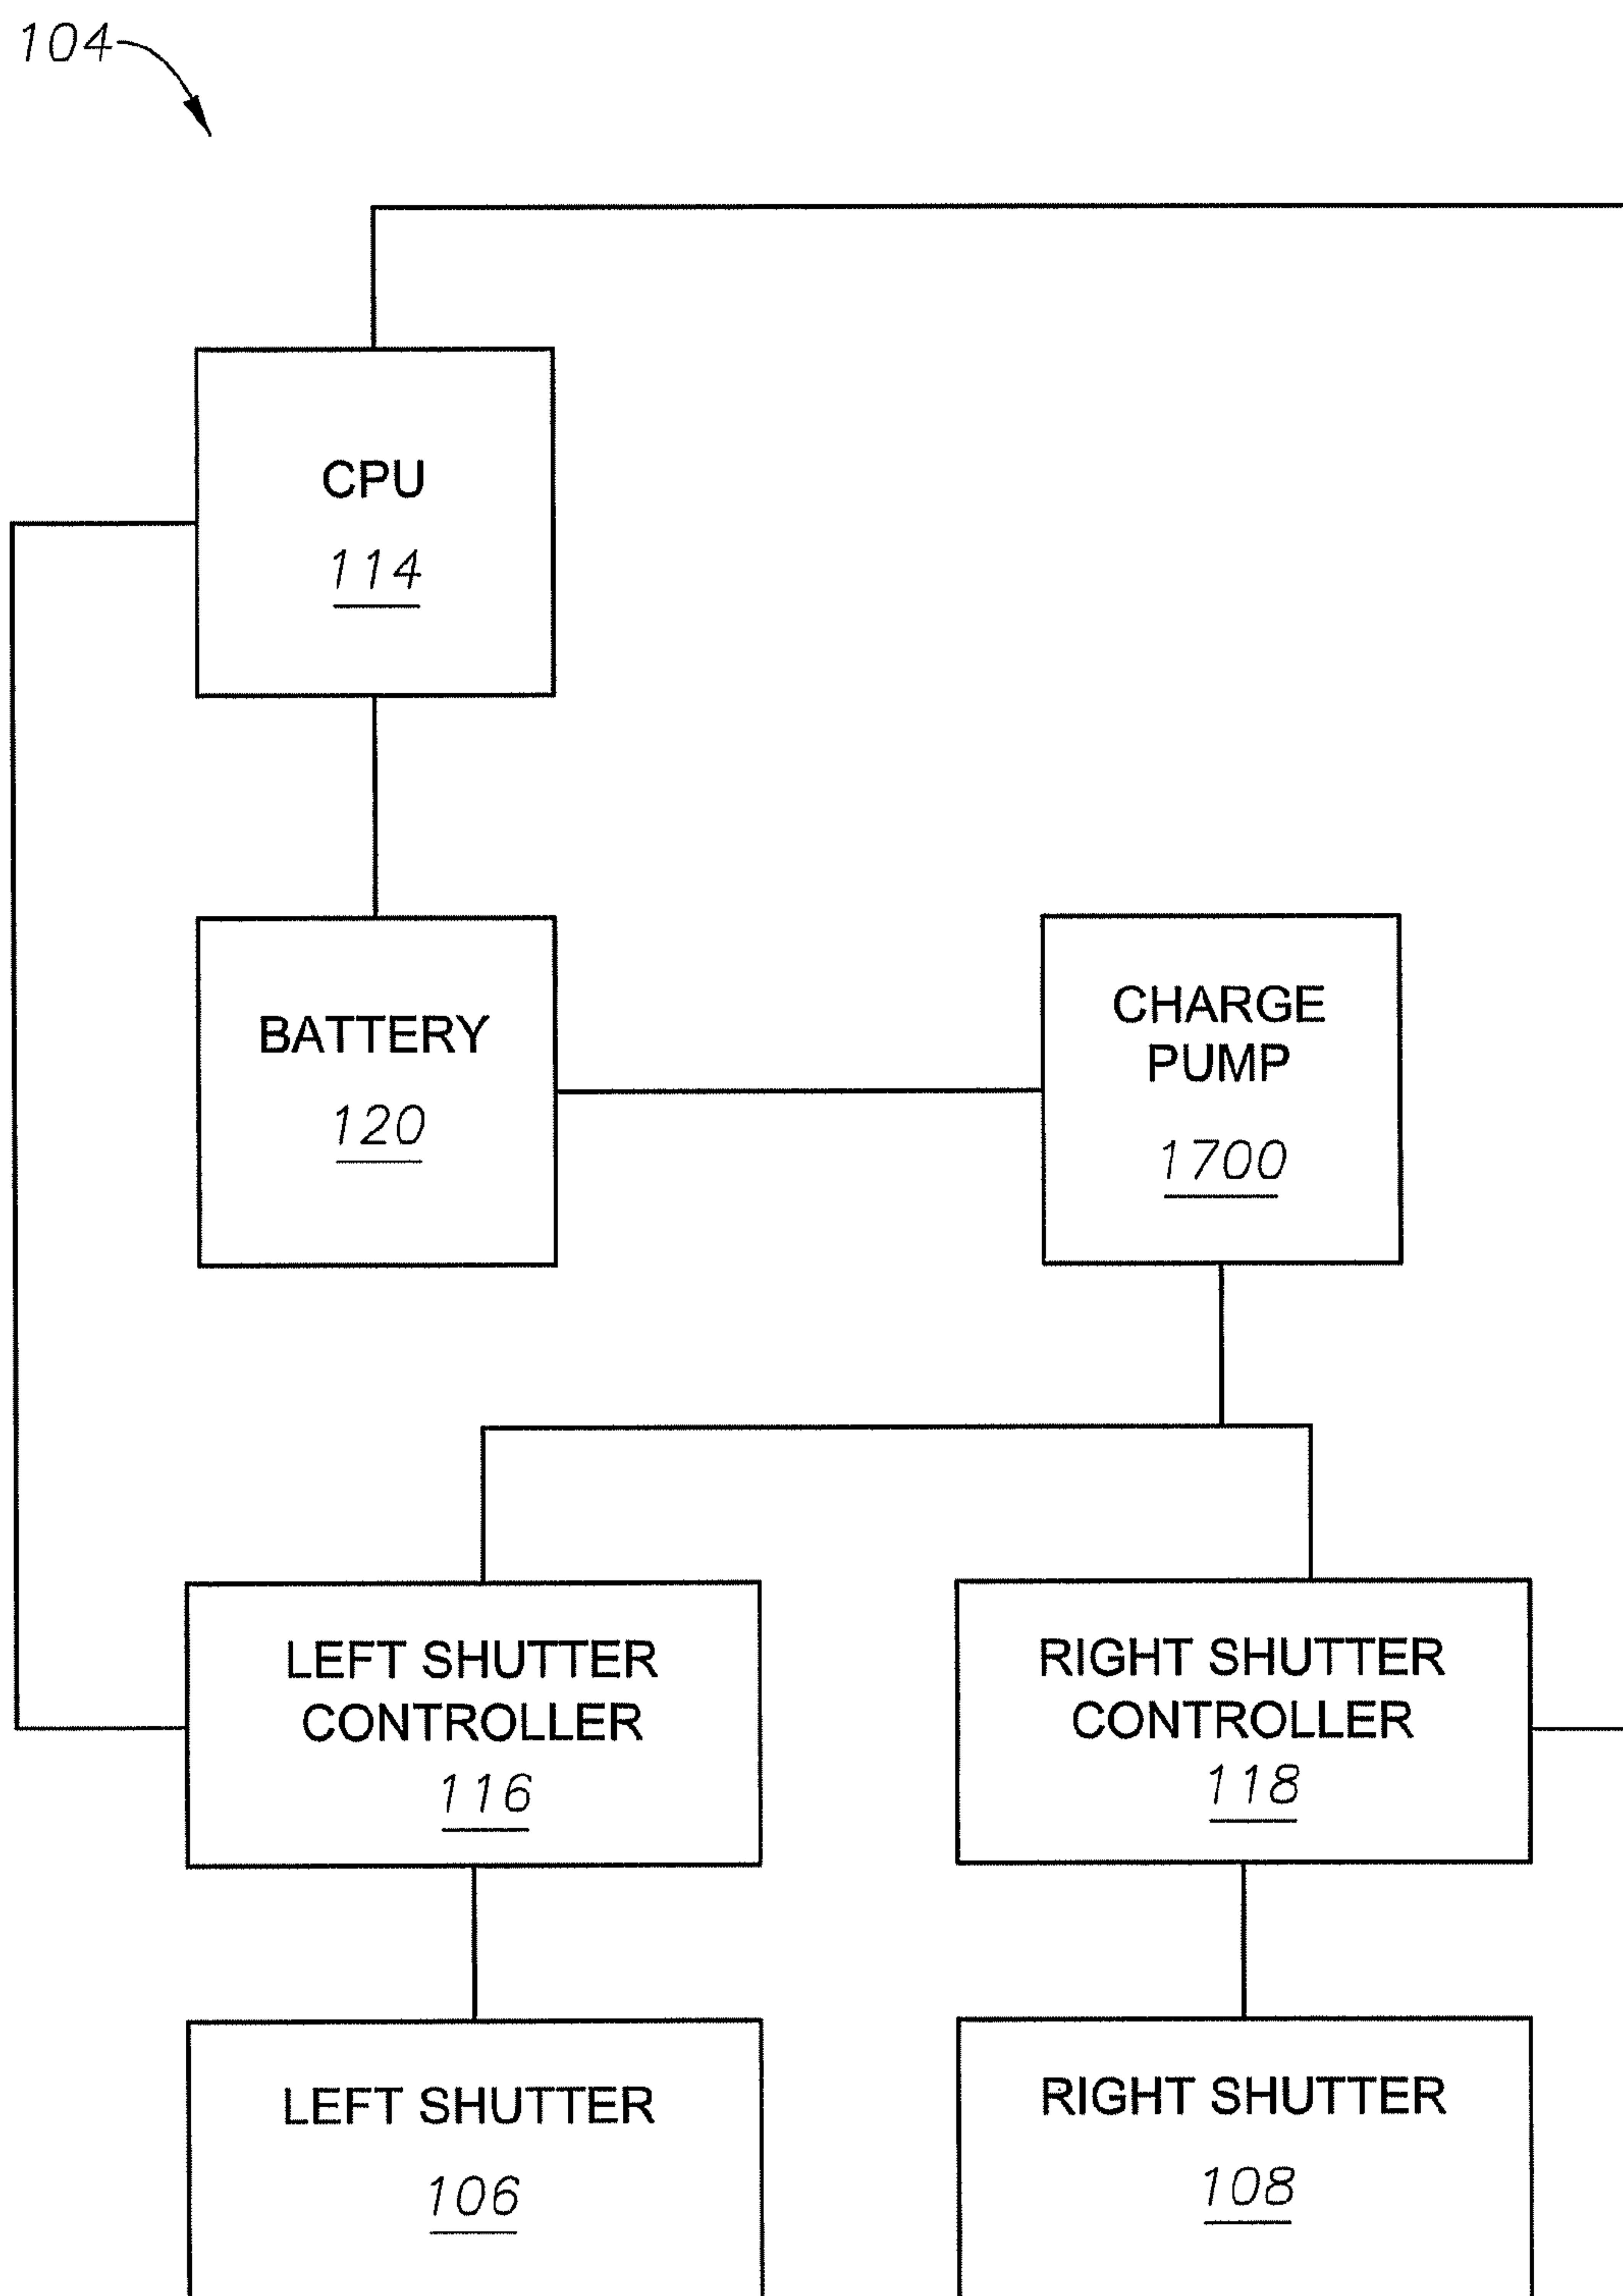 104
CPU
114
BATTERY
120
CHARGE
PUMP
1700
LEFT SHUTTER
CONTROLLER
116
RIGHT SHUTTER
CONTROLLER
118
LEFT SHUTTER
106
RIGHT SHUTTER
108